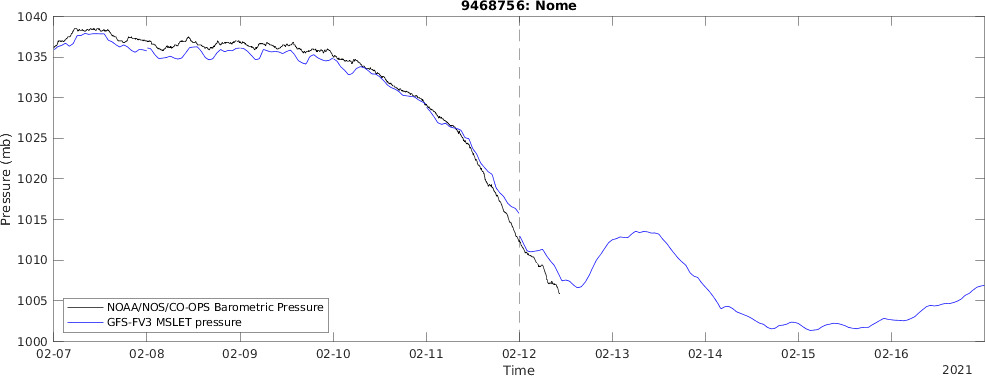 9468756: Nome
1040
1035
1030
1025
1020
1015
1010
1005
1000
Pressure (mb)
NOAA/NOS/CO-OPS Barometric Pressure
GFS-FV3 MSLET pressure
02-07 02-08 02-09 02-10 02-11 02-12 02-13 02-14 02-15 02-16
Time
2021